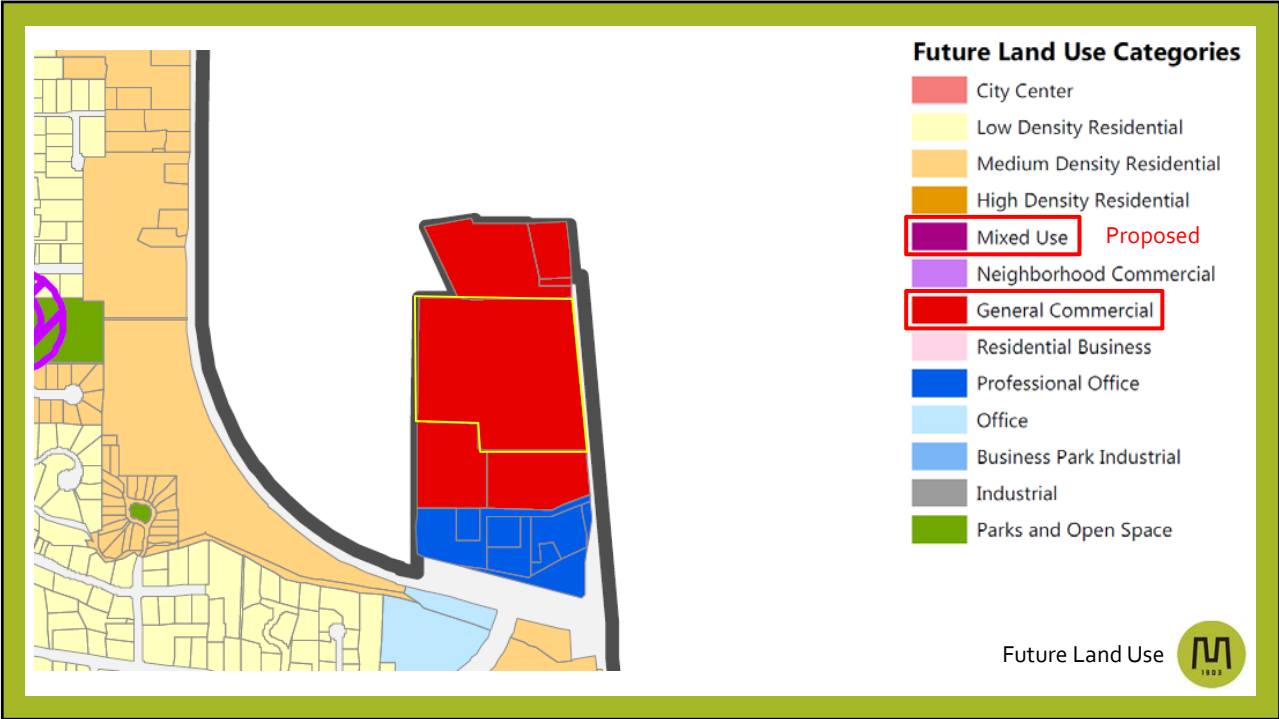 Future Land Use Categories
City Center
Low Density Residential
Medium Density Residential
High Density Residential
Mixed Use Proposed
Neighborhood Commercial
General Commercial
Residential Business
Professional Office
Office
Business Park Industrial
Industrial
Parks and Open Space
Future Land Use
1903